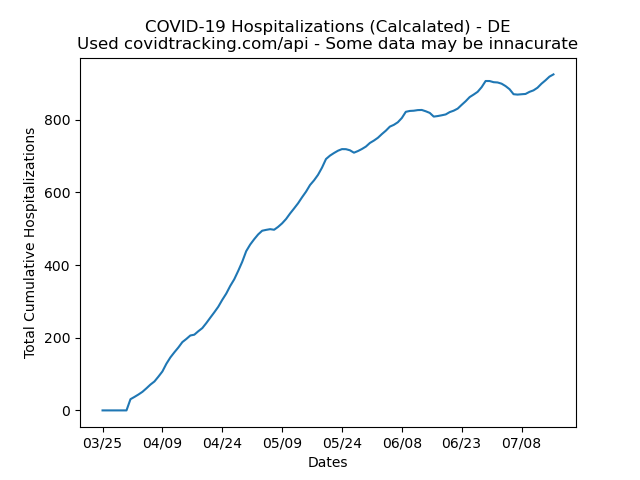 COVID-19 Hospitalizations (Calcalated) - DE
Used covidtracking.com/api - Some data may be innacurate
Total Cumulative Hospitalizations
800
600
400
200
0
03/25 04/09 04/24 05/09 05/24 06/08 06/23 07/08
Dates